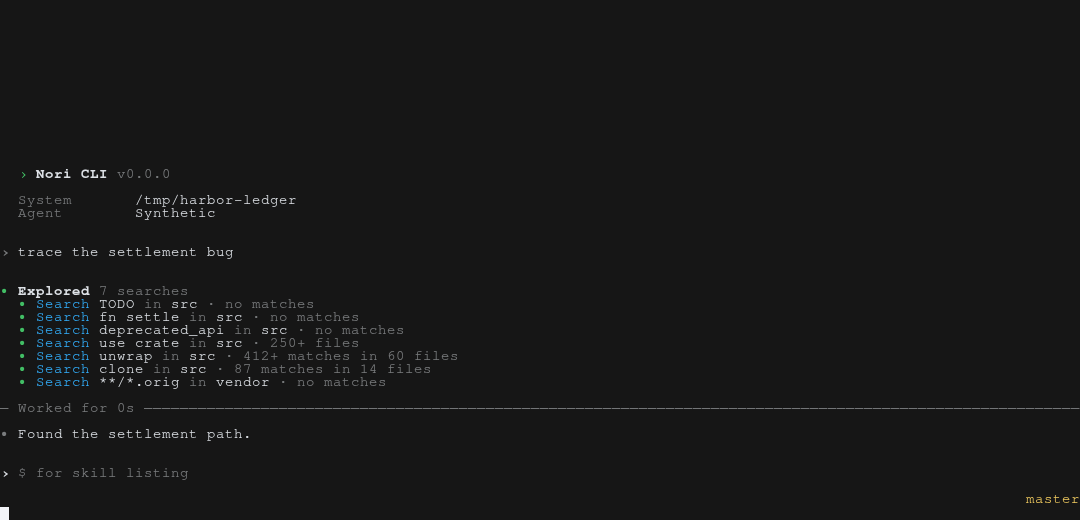 › Nori CLI v0.0.0
System /tmp/harbor-ledger
Agent Synthetic
› trace the settlement bug
• Explored 7 searches
• Search TODO in src · no matches
• Search fn settle in src · no matches
• Search deprecated_api in src · no matches
• Search use crate in src · 250+ files
• Search unwrap in src · 412+ matches in 60 files
• Search clone in src · 87 matches in 14 files
• Search **/*.orig in vendor · no matches
─ Worked for 0s ─
• Found the settlement path.
› $ for skill listing
master